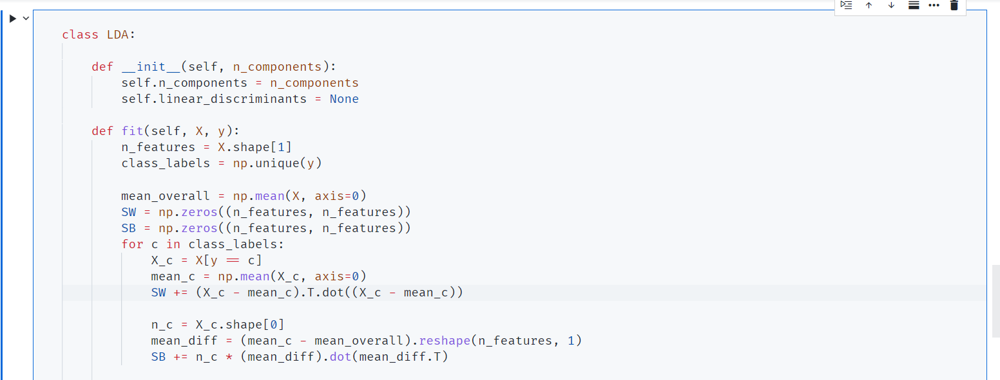 class LDA:
def __init__(self, n_components):
self.n_components = n_components
self.linear_discriminants = None
def fit(self, X, y):
n_features = X.shape[1]
class_labels = np.unique(y)
mean_overall = np.mean(X, axis=0)
SW = np.zeros((n_features, n_features))
SB = np.zeros((n_features, n_features))
for c in class_labels:
X_c = X[y == c]
mean_c = np.mean(X_c, axis=0)
SW += (X_c - mean_c).T.dot((X_c - mean_c))
n_c = X_c.shape[0]
mean_diff = (mean_c - mean_overall).reshape(n_features, 1)
SB += n_c * (mean_diff).dot(mean_diff.T)